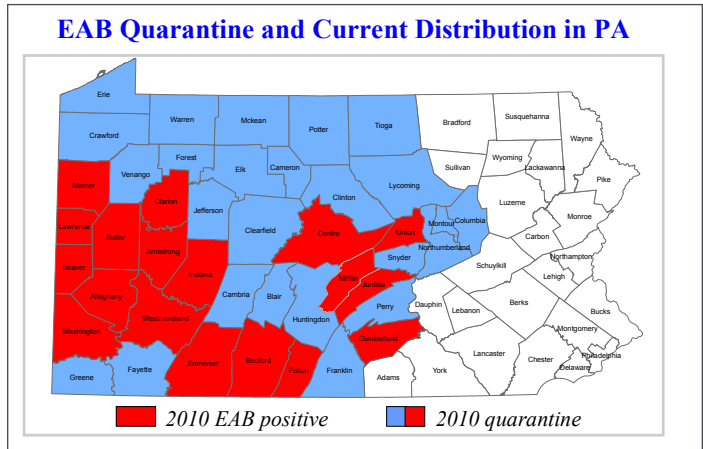 EAB Quarantine and Current Distribution in PA
Erie
Crawford
Warren
Mckean
Potter
Tioga
Bradford
Susquehanna
Wayne
Wyoming
Lackawanna
Sullivan
Pike
Forest
Venango
Elk
Cameron
Clinton
Lycoming
Mercer
Clarion
Jefferson
Luzerne
Monroe
Columbia
Montour
Union
Centre
Clearfield
Lawrence
Butler
Armstrong
Carbon
Northumberland
Snyder
Northampton
Schuylkill
Lehigh
Beaver
Indiana
Mifflin
Juniata
Allegheny
Cambria
Blair
Perry
Dauphin
Berks
Lebanon
Bucks
Huntingdon
Westmoreland
Washington
Montgomery
Cumberland
Philadelphia
Lancaster
Chester
Delaware
Somerset
Bedford
Fulton
Franklin
Adams
York
Greene
Fayette
2010 EAB positive
2010 quarantine